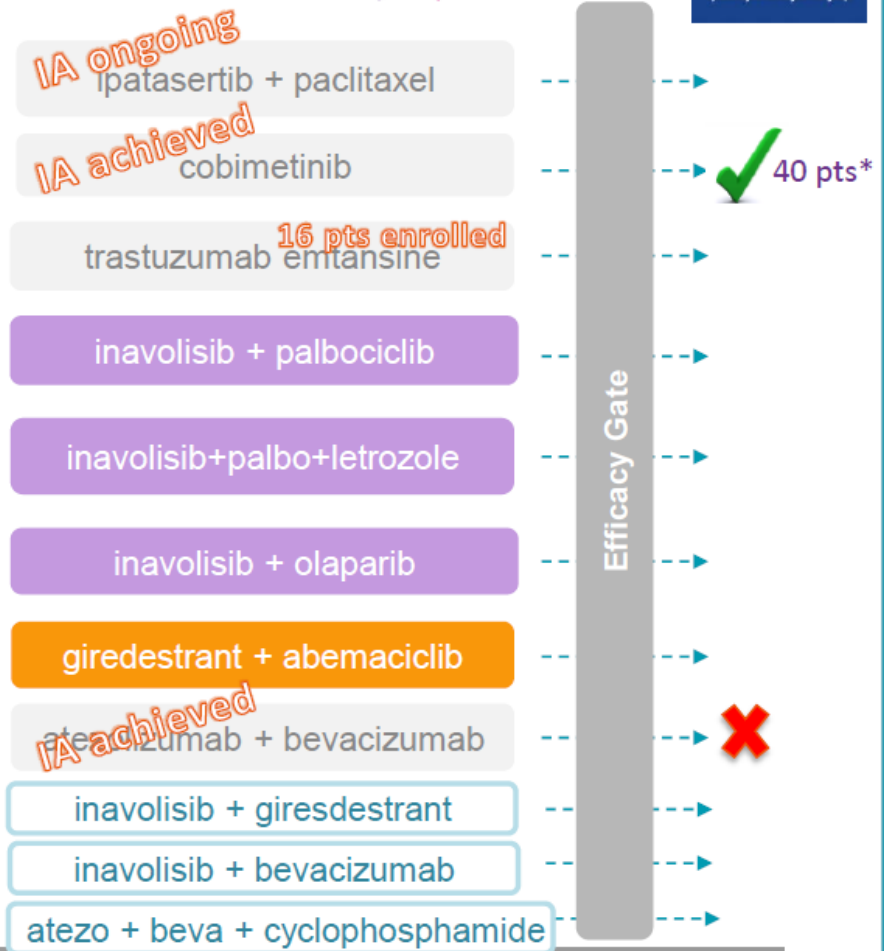 IA ongoing
ipatasertib + paclitaxel
IA achieved
cobimetinib
40 pts*
16 pts enrolled
trastuzumab emtansine
inavolisib + palbociclib
inavolisib+palbo+letrozole
inavolisib + olaparib
giredestrant + abemaciclib
IA achieved
atezolizumab + bevacizumab
inavolisib + giresdestrant
inavolisib + bevacizumab
atezo + beva + cyclophosphamide
Efficacy Gate